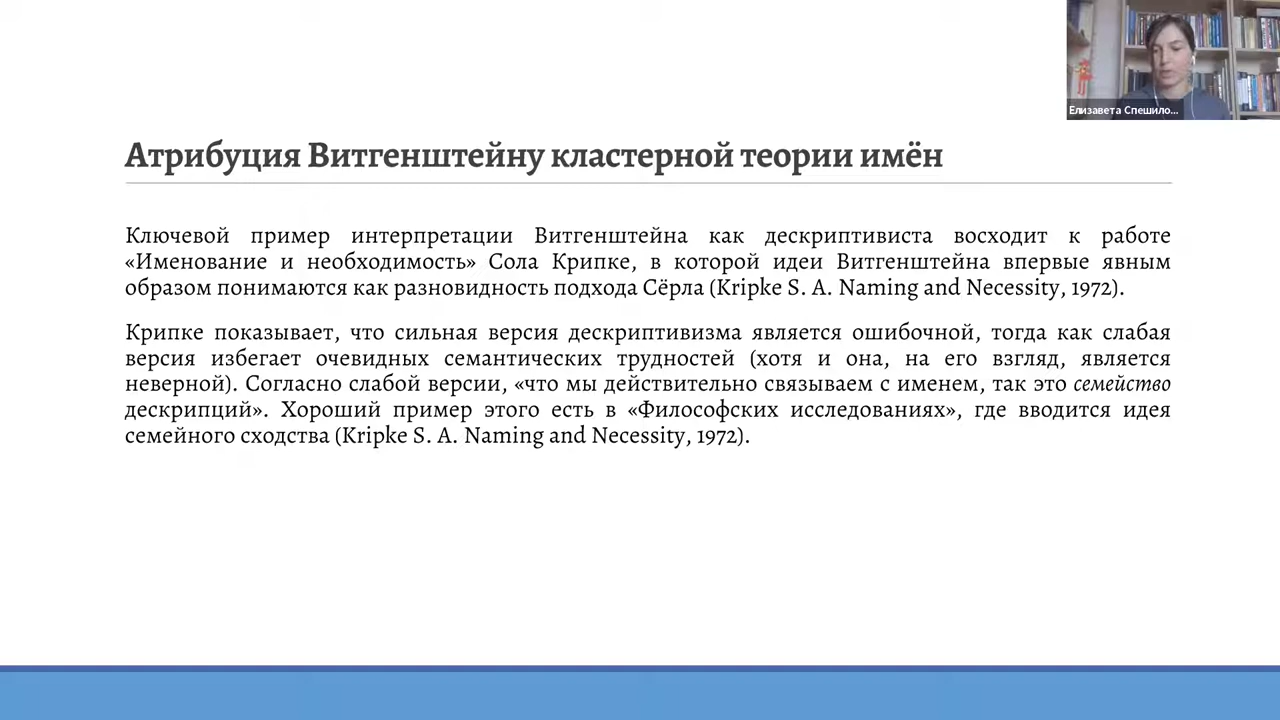 Елизавета Спешило...
Атрибуция Витгенштейну кластерной теории имён
Ключевой пример интерпретации Витгенштейна как дескриптивиста восходит к работе
«Именование и необходимость» Сола Крипке, в которой идеи Витгенштейна впервые явным
образом понимаются как разновидность подхода Сёрла (Kripke S. A. Naming and Necessity, 1972).
Крипке показывает, что сильная версия дескриптивизма является ошибочной, тогда как слабая
версия избегает очевидных семантических трудностей (хотя и она, на его взгляд, является
неверной). Согласно слабой версии, «что мы действительно связываем с именем, так это семейство
дескрипций». Хороший пример этого есть в «Философских исследованиях», где вводится идея
семейного сходства (Kripke S. A. Naming and Necessity, 1972).